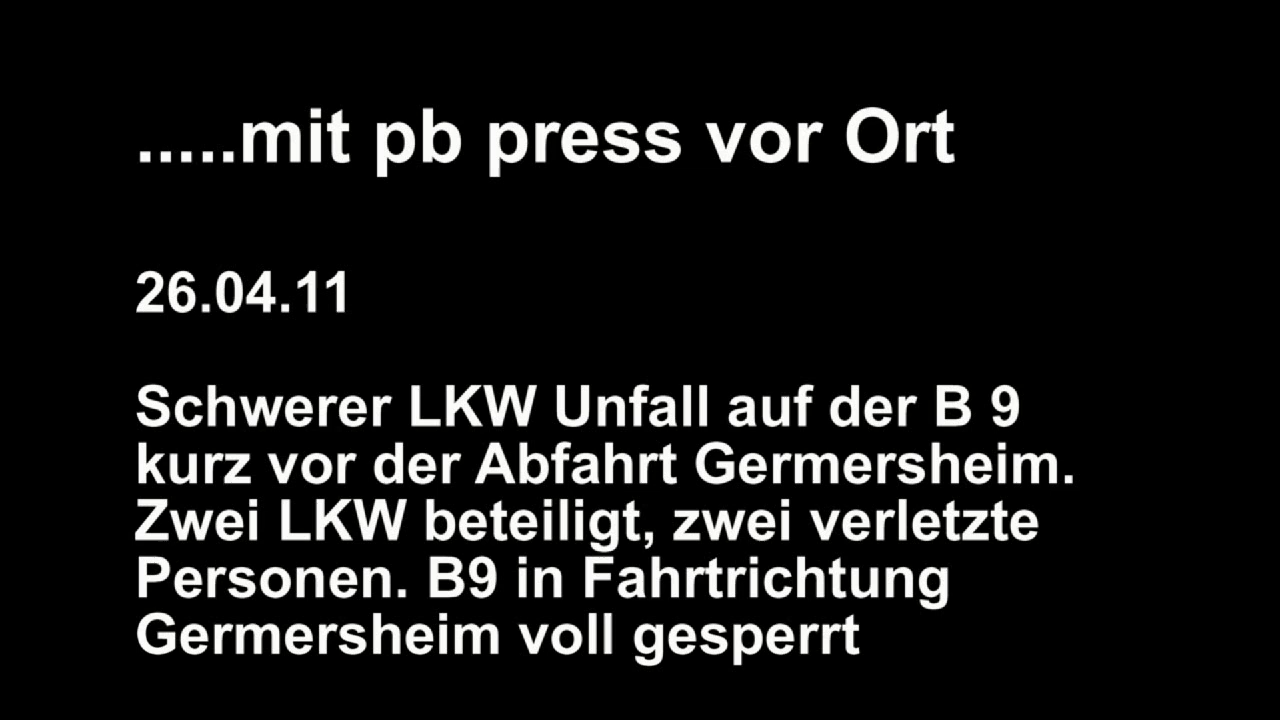 .....mit pb press vor Ort
26.04.11
Schwerer LKW Unfall auf der B 9
kurz vor der Abfahrt Germersheim.
Zwei LKW beteiligt, zwei verletzte
Personen. B9 in Fahrtrichtung
Germersheim voll gesperrt